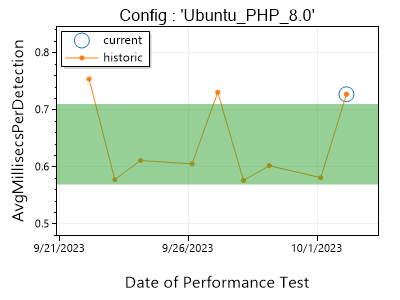 Config : 'Ubuntu_PHP_8.0'
current
historic
AvgMillisecsPerDetection
0.8
0.7
0.6
0.5
9/21/2023
9/26/2023
10/1/2023
Date of Performance Test